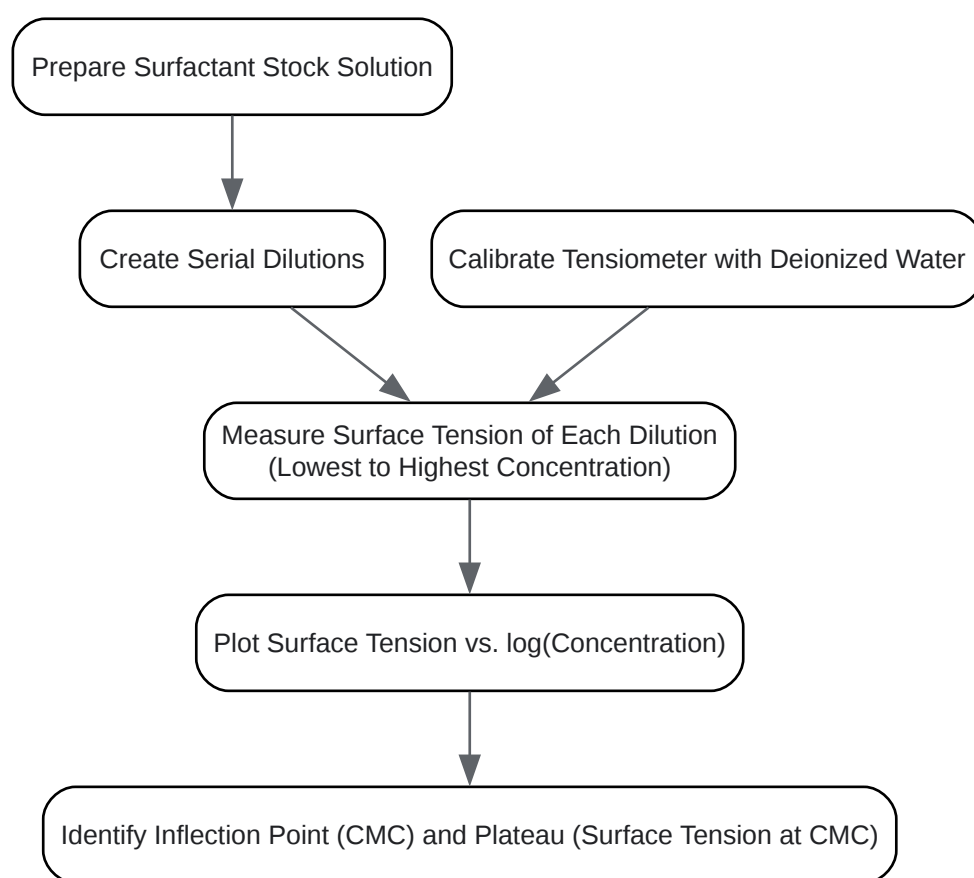 Prepare Surfactant Stock Solution
Create Serial Dilutions
Calibrate Tensiometer with Deionized Water
Measure Surface Tension of Each Dilution
(Lowest to Highest Concentration)
Plot Surface Tension vs. log(Concentration)
Identify Inflection Point (CMC) and Plateau (Surface Tension at CMC)